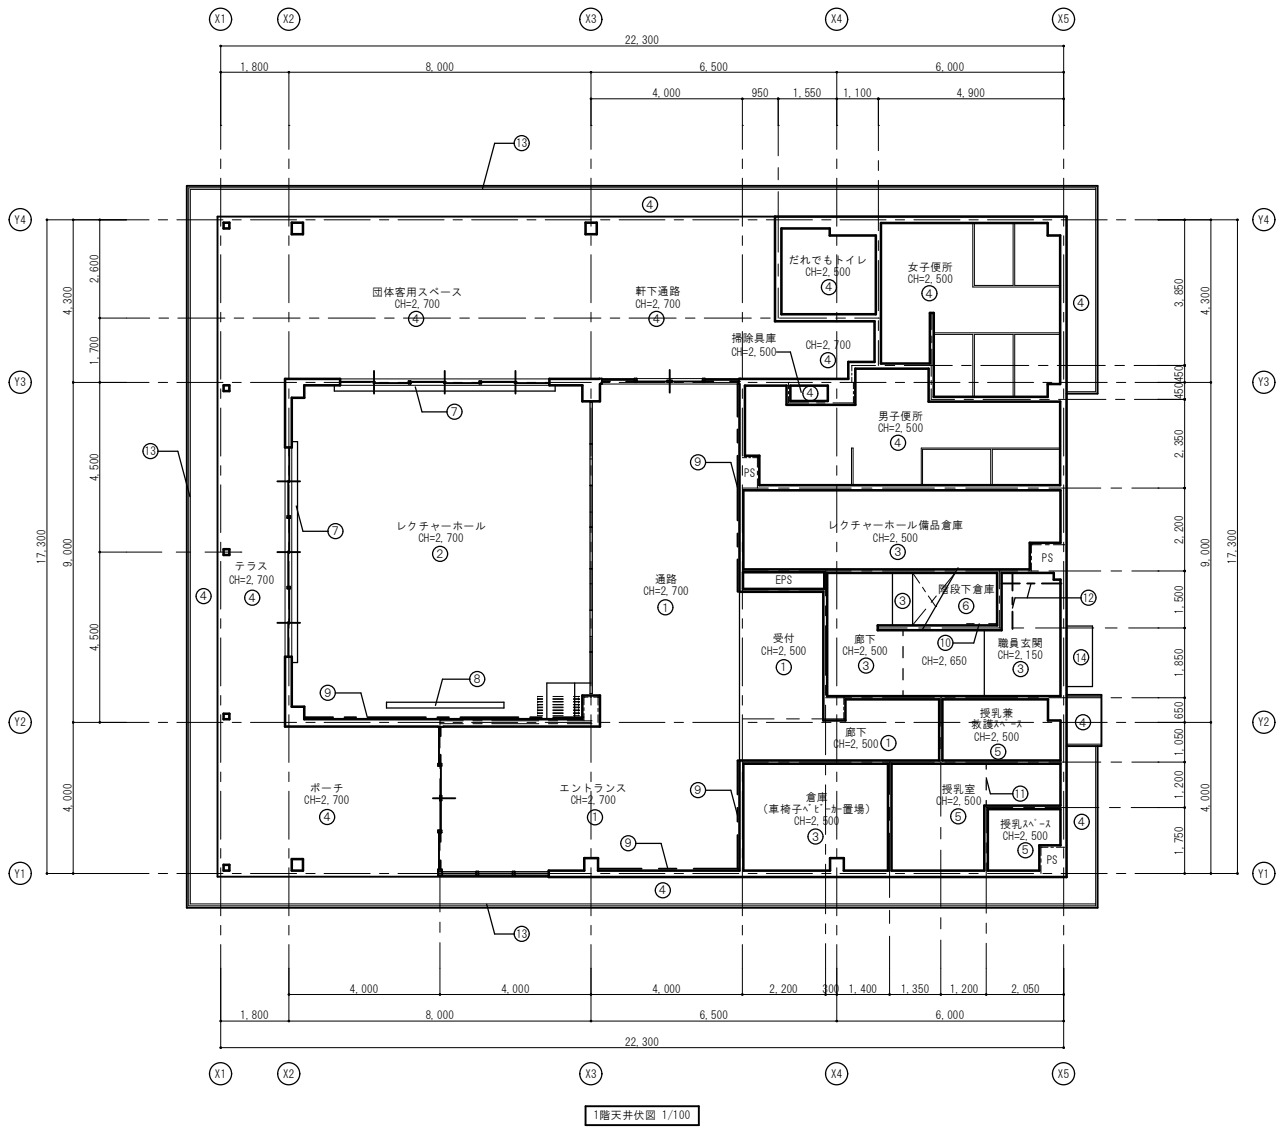 X1 X2 X3 X4 X5
22,300
1,800 8,000 6,500 6,000
4,000 950 1,550 1,100 4,900
13
4
Y4 Y4
だれでもトイレ
CH=2,500
4
女子便所
CH=2,500
4
団体客用スペース
CH=2,700
4
軒下通路
CH=2,700
4
4
2,600
4,300
1,700
3,850
4,300
450
450
掃除具庫
CH=2,500
CH=2,700
4
4
Y3 Y3
7
男子便所
CH=2,500
4
13
9
PS
4,500
2,350
レクチャーホール
CH=2,700
2
7
レクチャーホール備品倉庫
CH=2,500
3
PS
17,300
9,000
2,200
9,000
17,300
テラス
CH=2,700
4
4
通路
CH=2,700
1
EPS
3
階段下倉庫
6
12
1,500
4,500
受付
CH=2,500
1
廊下
3
10
CH=2,650
職員玄関
CH=2,150
3
14
1,850
8
9
650
授乳兼
救護スペース
CH=2,500
5
4
Y2 Y2
廊下
CH=2,500 1
1,050
ポーチ
CH=2,700
4
エントランス
CH=2,700
1
9
倉庫
(車椅子ベビーカー置場)
CH=2,500
3
授乳室
CH=2,500
5
11
授乳スペース
CH=2,500
5
PS
4
4,000
1,200
4,000
1,750
9
Y1 Y1
4
13
4,000 4,000 4,000 2,200 300 1,400 1,350 1,200 2,050
1,800 8,000 6,500 6,000
22,300
X1 X2 X3 X4 X5
1階天井伏図 1/100